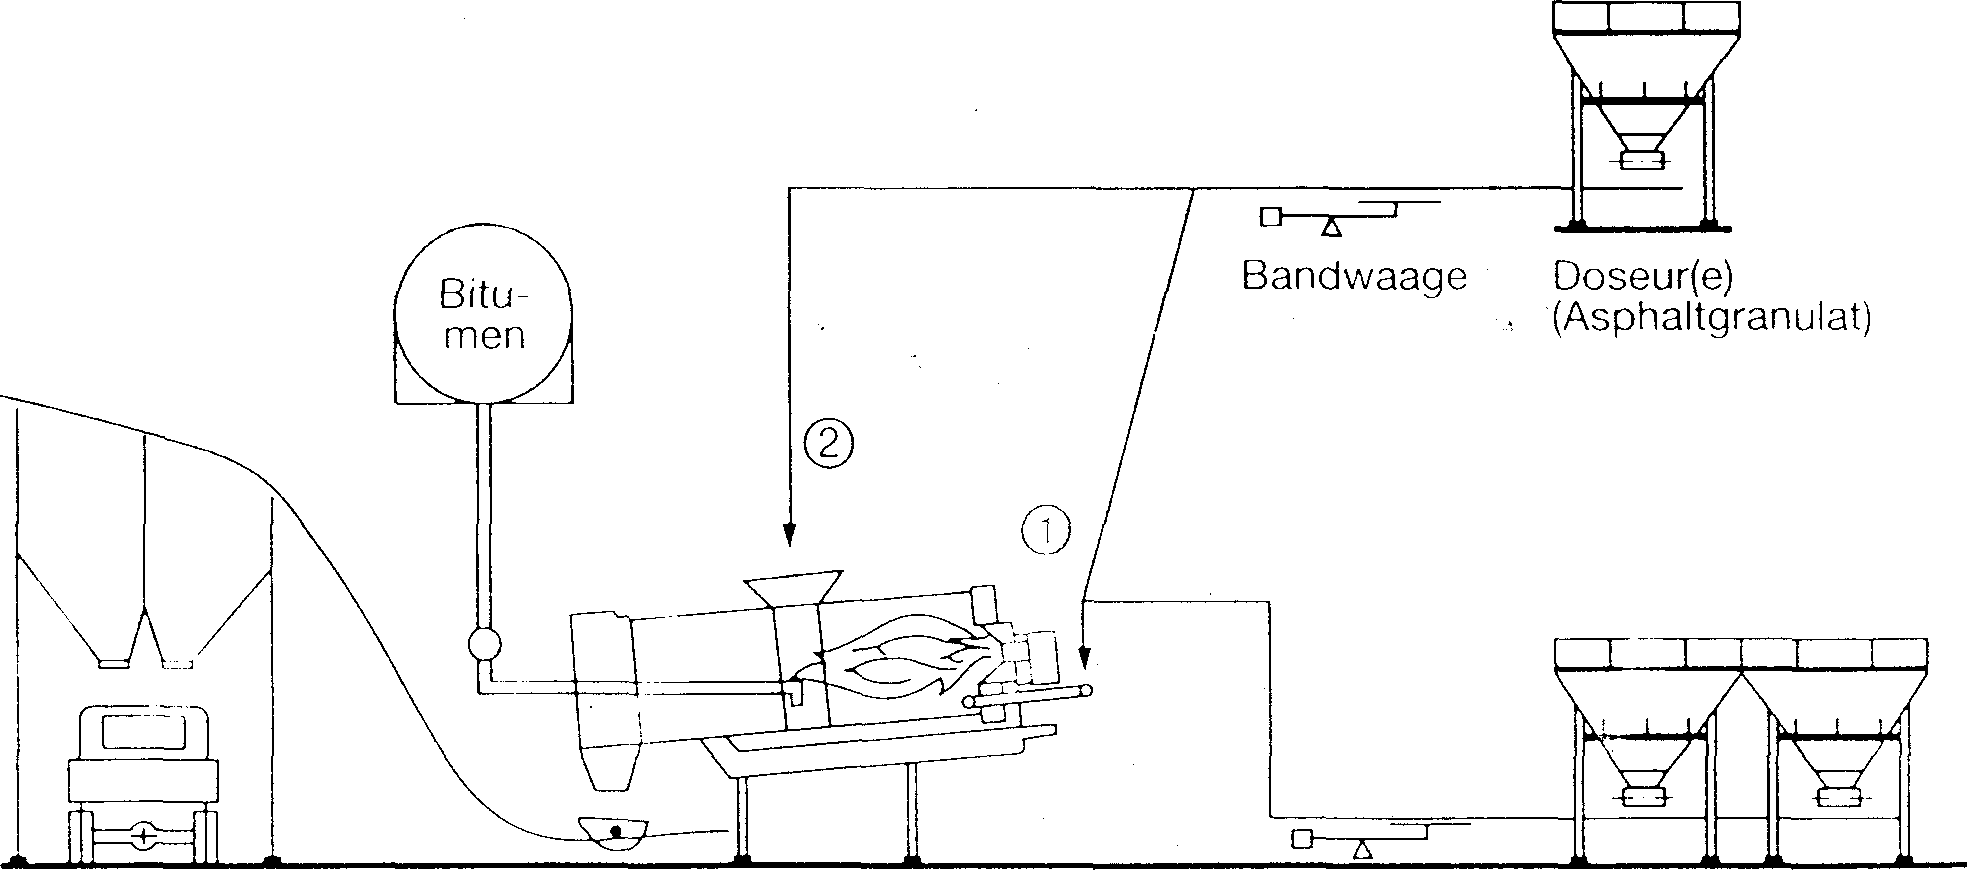 Bitu-
men
Bandwaage
Doseur(e)
(Asphaltgranulat)
2
1